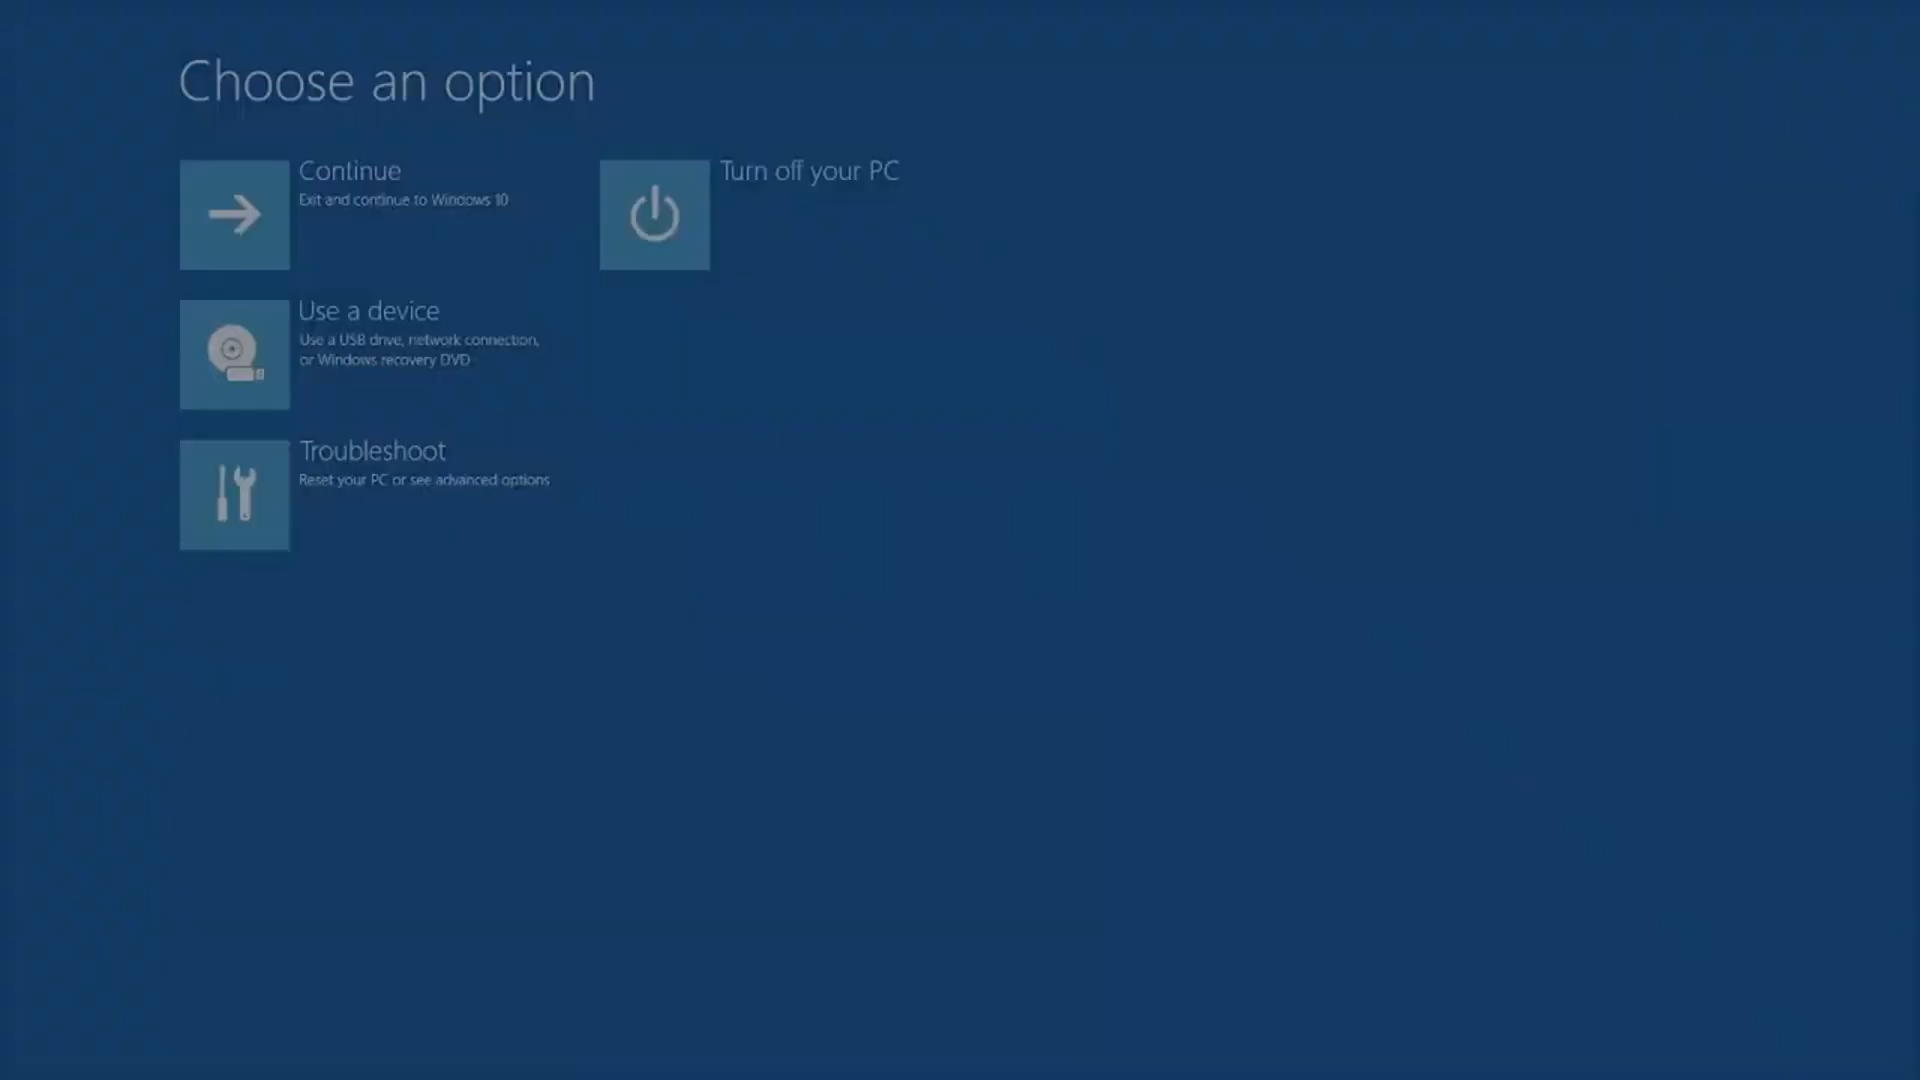 Choose an option
Continue
Exit and continue to Windows 10
Turn off your PC
Use a device
Use a USB drive, network connection,
or Windows recovery DVD
Troubleshoot
Reset your PC or see advanced options